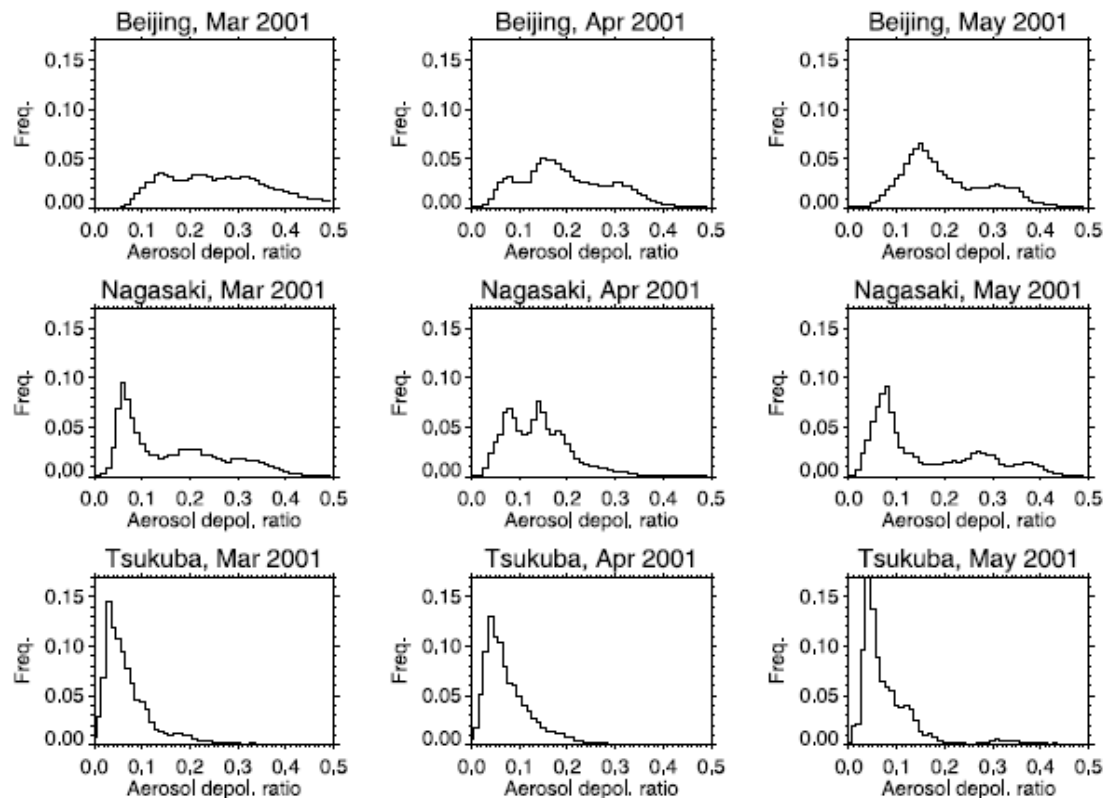 Beijing, Mar 2001
Beijing, Apr 2001
Beijing, May 2001
0.15
0.10
0.05
0.00
Freq.
0.0 0.1 0.2 0.3 0.4 0.5
Aerosol depol. ratio
0.15
0.10
0.05
0.00
Freq.
0.0 0.1 0.2 0.3 0.4 0.5
Aerosol depol. ratio
0.15
0.10
0.05
0.00
Freq.
0.0 0.1 0.2 0.3 0.4 0.5
Aerosol depol. ratio
Nagasaki, Mar 2001
Nagasaki, Apr 2001
Nagasaki, May 2001
0.15
0.10
0.05
0.00
Freq.
0.0 0.1 0.2 0.3 0.4 0.5
Aerosol depol. ratio
0.15
0.10
0.05
0.00
Freq.
0.0 0.1 0.2 0.3 0.4 0.5
Aerosol depol. ratio
0.15
0.10
0.05
0.00
Freq.
0.0 0.1 0.2 0.3 0.4 0.5
Aerosol depol. ratio
Tsukuba, Mar 2001
Tsukuba, Apr 2001
Tsukuba, May 2001
0.15
0.10
0.05
0.00
Freq.
0.0 0.1 0.2 0.3 0.4 0.5
Aerosol depol. ratio
0.15
0.10
0.05
0.00
Freq.
0.0 0.1 0.2 0.3 0.4 0.5
Aerosol depol. ratio
0.15
0.10
0.05
0.00
Freq.
0.0 0.1 0.2 0.3 0.4 0.5
Aerosol depol. ratio